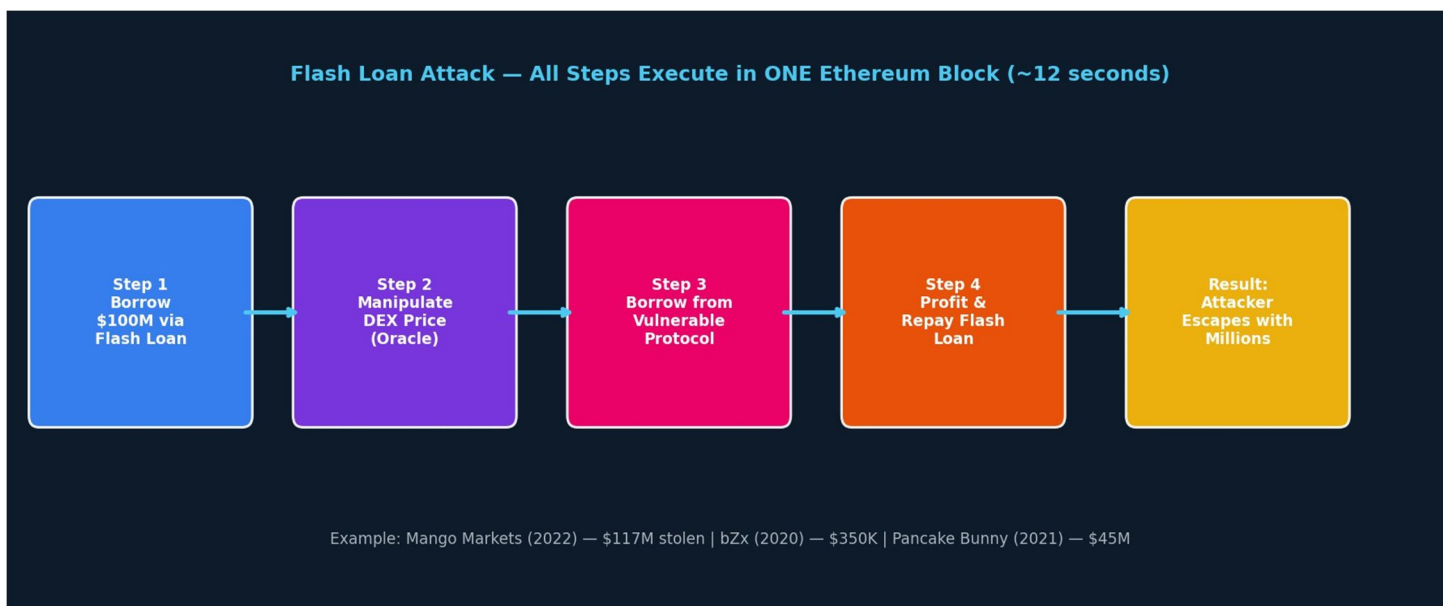 Flash Loan Attack — All Steps Execute in ONE Ethereum Block (~12 seconds)
Step 1
Borrow
$100M via
Flash Loan
Step 2
Manipulate
DEX Price
(Oracle)
Step 3
Borrow from
Vulnerable
Protocol
Step 4
Profit &
Repay Flash
Loan
Result:
Attacker
Escapes with
Millions
Example: Mango Markets (2022) — $117M stolen | bZx (2020) — $350K | Pancake Bunny (2021) — $45M